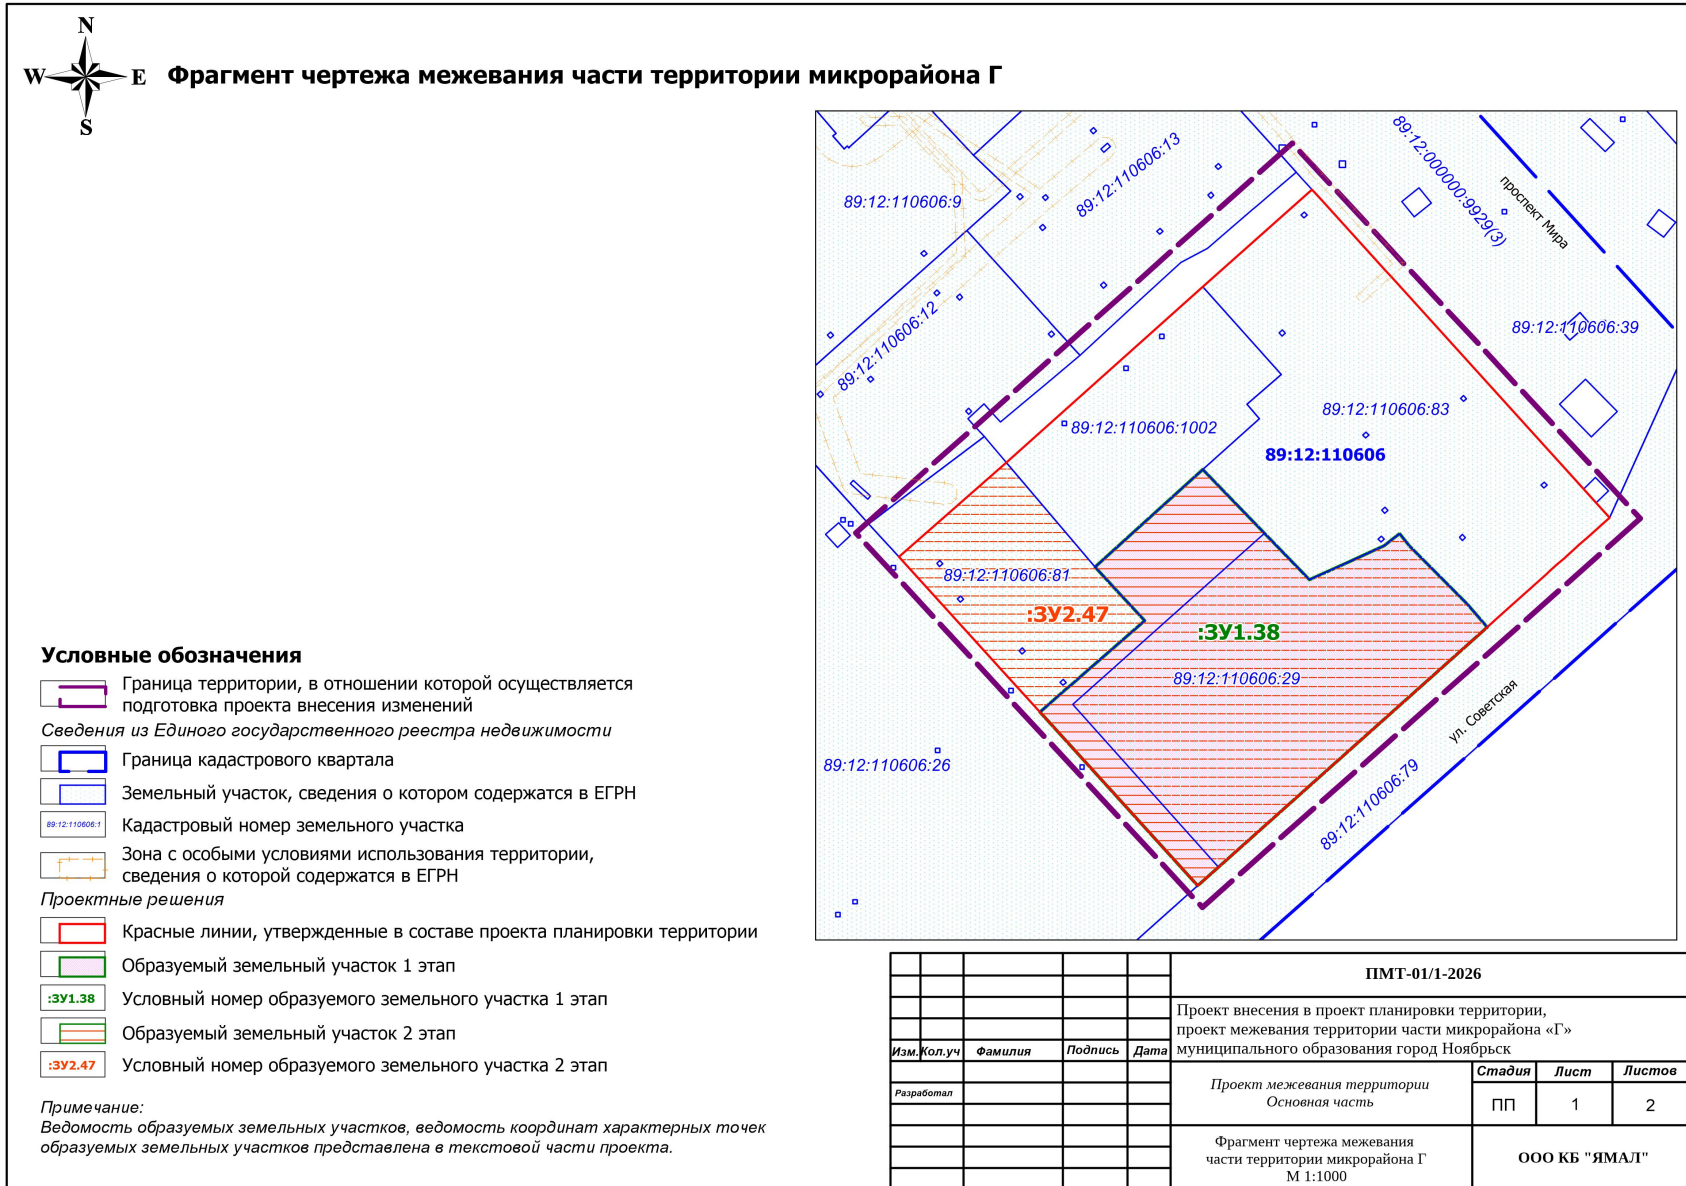 N
W E
S
Фрагмент чертежа межевания части территории микрорайона Г
89:12:110606:9
89:12:110606:13
89:12:000000:9929(3)
проспект Мира
89:12:110606:12
89:12:110606:39
89:12:110606:1002
89:12:110606:83
89:12:110606
89:12:110606:81
:ЗУ2.47
:ЗУ1.38
89:12:110606:29
ул. Советская
89:12:110606:26
89:12:110606:79
Условные обозначения
Граница территории, в отношении которой осуществляется
подготовка проекта внесения изменений
Сведения из Единого государственного реестра недвижимости
Граница кадастрового квартала
Земельный участок, сведения о котором содержатся в ЕГРН
89:12:110606:1
Кадастровый номер земельного участка
Зона с особыми условиями использования территории,
сведения о которой содержатся в ЕГРН
Проектные решения
Красные линии, утвержденные в составе проекта планировки территории
Образуемый земельный участок 1 этап
:ЗУ1.38
Условный номер образуемого земельного участка 1 этап
Образуемый земельный участок 2 этап
:ЗУ2.47
Условный номер образуемого земельного участка 2 этап
Примечание:
Ведомость образуемых земельных участков, ведомость координат характерных точек
образуемых земельных участков представлена в текстовой части проекта.
ПМТ-01/1-2026
Проект внесения в проект планировки территории,
проект межевания территории части микрорайона «Г»
муниципального образования город Ноябрьск
Изм. Кол.уч Фамилия Подпись Дата
Разработал
Проект межевания территории
Основная часть
Стадия Лист Листов
ПП 1 2
Фрагмент чертежа межевания
части территории микрорайона Г
М 1:1000
ООО КБ "ЯМАЛ"